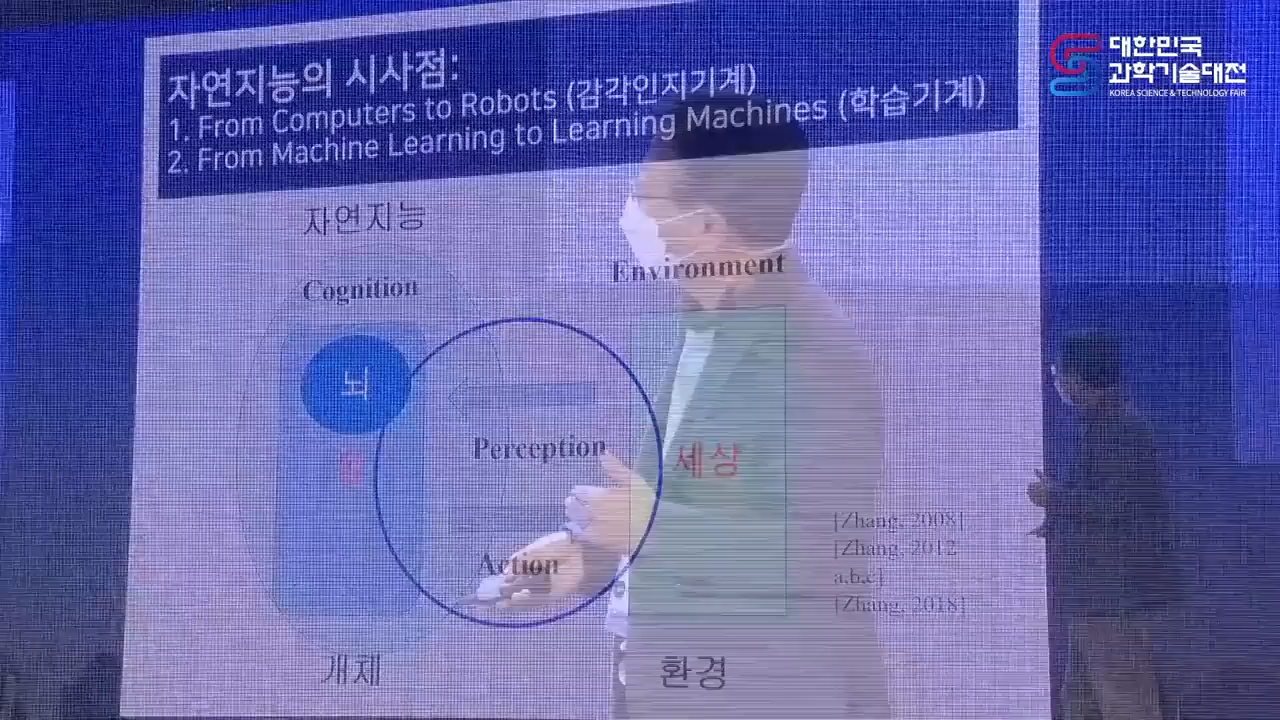 대한민국
과학기술대전
KOREA SCIENCE & TECHNOLOGY FAIR
자연지능의 시사점:
1. From Computers to Robots (감각인지기계)
2. From Machine Learning to Learning Machines (학습기계)
자연지능
Cognition
Environment
뇌
Perception
몸
세상
Action
[Zhang, 2008]
[Zhang, 2012
a,b,c]
[Zhang, 2018]
개체
환경